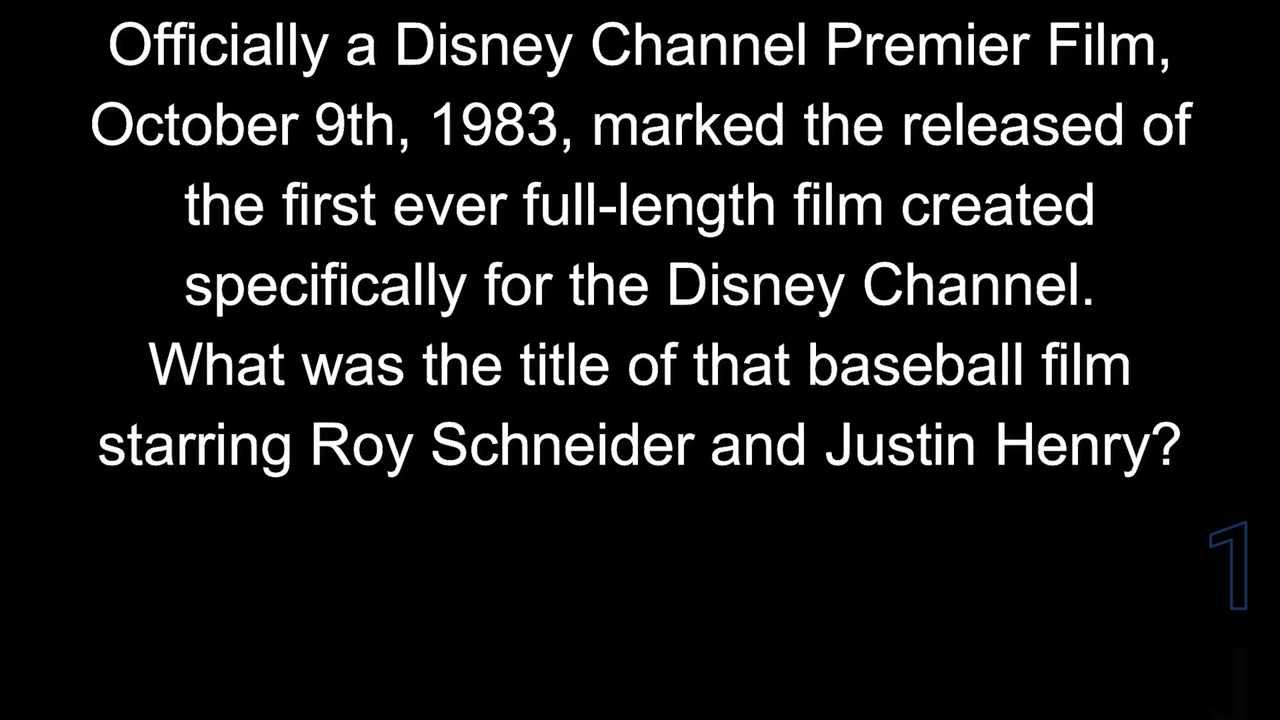 Officially a Disney Channel Premier Film,
October 9th, 1983, marked the released of
the first ever full-length film created
specifically for the Disney Channel.
What was the title of that baseball film
starring Roy Schneider and Justin Henry?
1